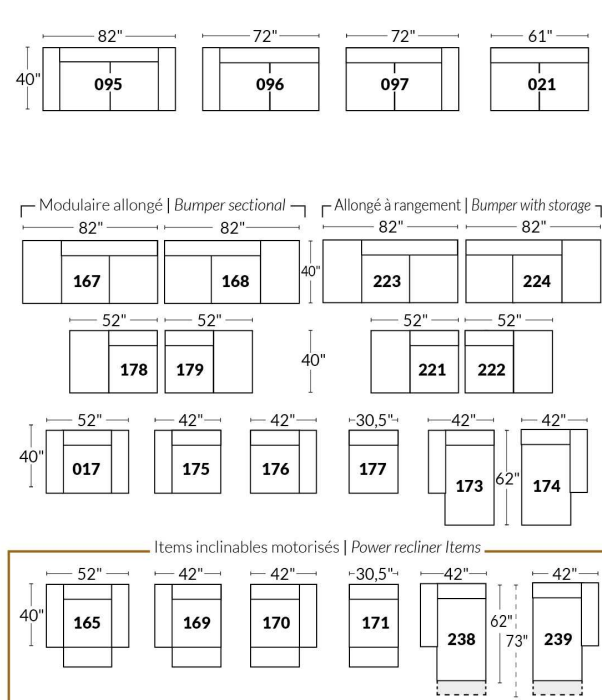 82" 72" 72" 61"
40" 095 096 097 021
Modulaire allongé | Bumper sectional Allongé à rangement | Bumper with storage
82" 82" 82" 82"
167 168 40" 223 224
52" 52" 52" 52"
178 179 40" 221 222
52" 42" 42" 30,5" 42" 42"
40" 017 175 176 177 173 62" 174
Items inclinables motorisés | Power recliner Items
52" 42" 42" 30,5" 42" 42"
40" 165 169 170 171 238 62" 73" 239